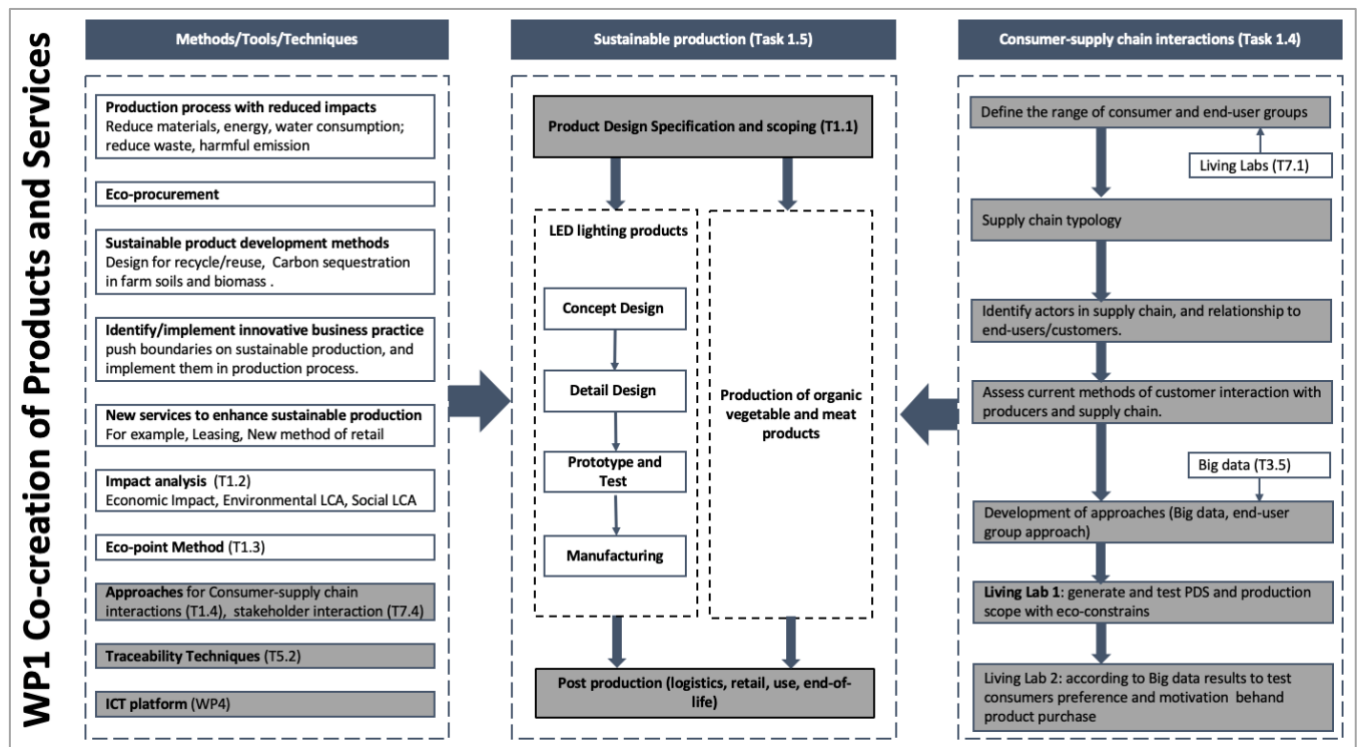 WP1 Co-creation of Products and Services
Methods/Tools/Techniques
Production process with reduced impacts
Reduce materials, energy, water consumption;
reduce waste, harmful emission
Eco-procurement
Sustainable product development methods
Design for recycle/reuse, Carbon sequestration
in farm soils and biomass .
Identify/implement innovative business practice
push boundaries on sustainable production, and
implement them in production process.
New services to enhance sustainable production
For example, Leasing, New method of retail
Impact analysis (T1.2)
Economic Impact, Environmental LCA, Social LCA
Eco-point Method (T1.3)
Approaches for Consumer-supply chain
interactions (T1.4), stakeholder interaction (T7.4)
Traceability Techniques (T5.2)
ICT platform (WP4)
Sustainable production (Task 1.5)
Product Design Specification and scoping (T1.1)
LED lighting products
Concept Design
Detail Design
Prototype and
Test
Manufacturing
Production of organic
vegetable and meat
products
Post production (logistics, retail, use, end-of-
life)
Consumer-supply chain interactions (Task 1.4)
Define the range of consumer and end-user groups
Living Labs (T7.1)
Supply chain typology
Identify actors in supply chain, and relationship to
end-users/customers.
Assess current methods of customer interaction with
producers and supply chain.
Big data (T3.5)
Development of approaches (Big data, end-user
group approach)
Living Lab 1: generate and test PDS and production
scope with eco-constrains
Living Lab 2: according to Big data results to test
consumers preference and motivation behand
product purchase